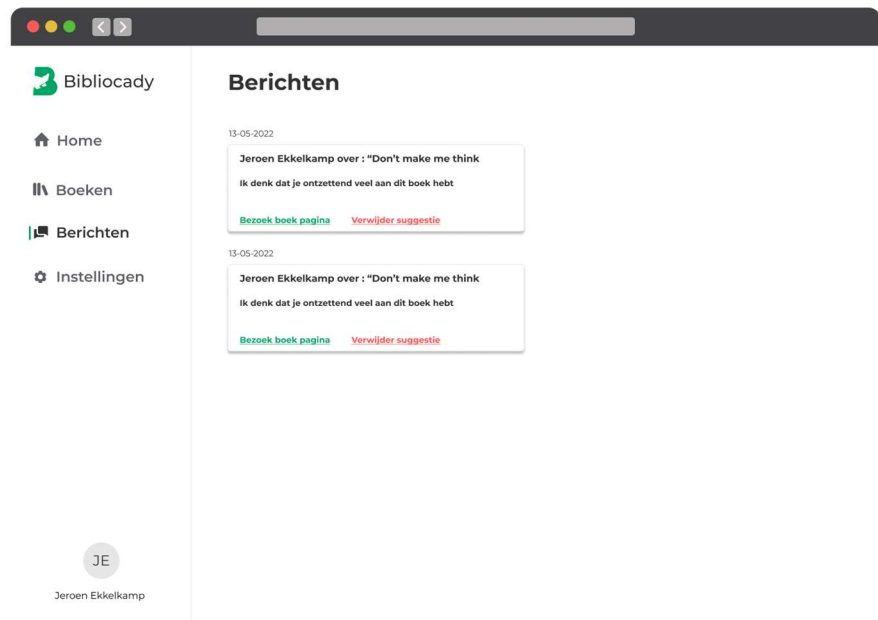 Bibliocady
Home
Boeken
Berichten
Instellingen
JE
Jeroen Ekkelkamp
Berichten
13-05-2022
Jeroen Ekkelkamp over : “Don’t make me think
Ik denk dat je ontzettend veel aan dit boek hebt
Bezoek boek pagina Verwijder suggestie
13-05-2022
Jeroen Ekkelkamp over : “Don’t make me think
Ik denk dat je ontzettend veel aan dit boek hebt
Bezoek boek pagina Verwijder suggestie